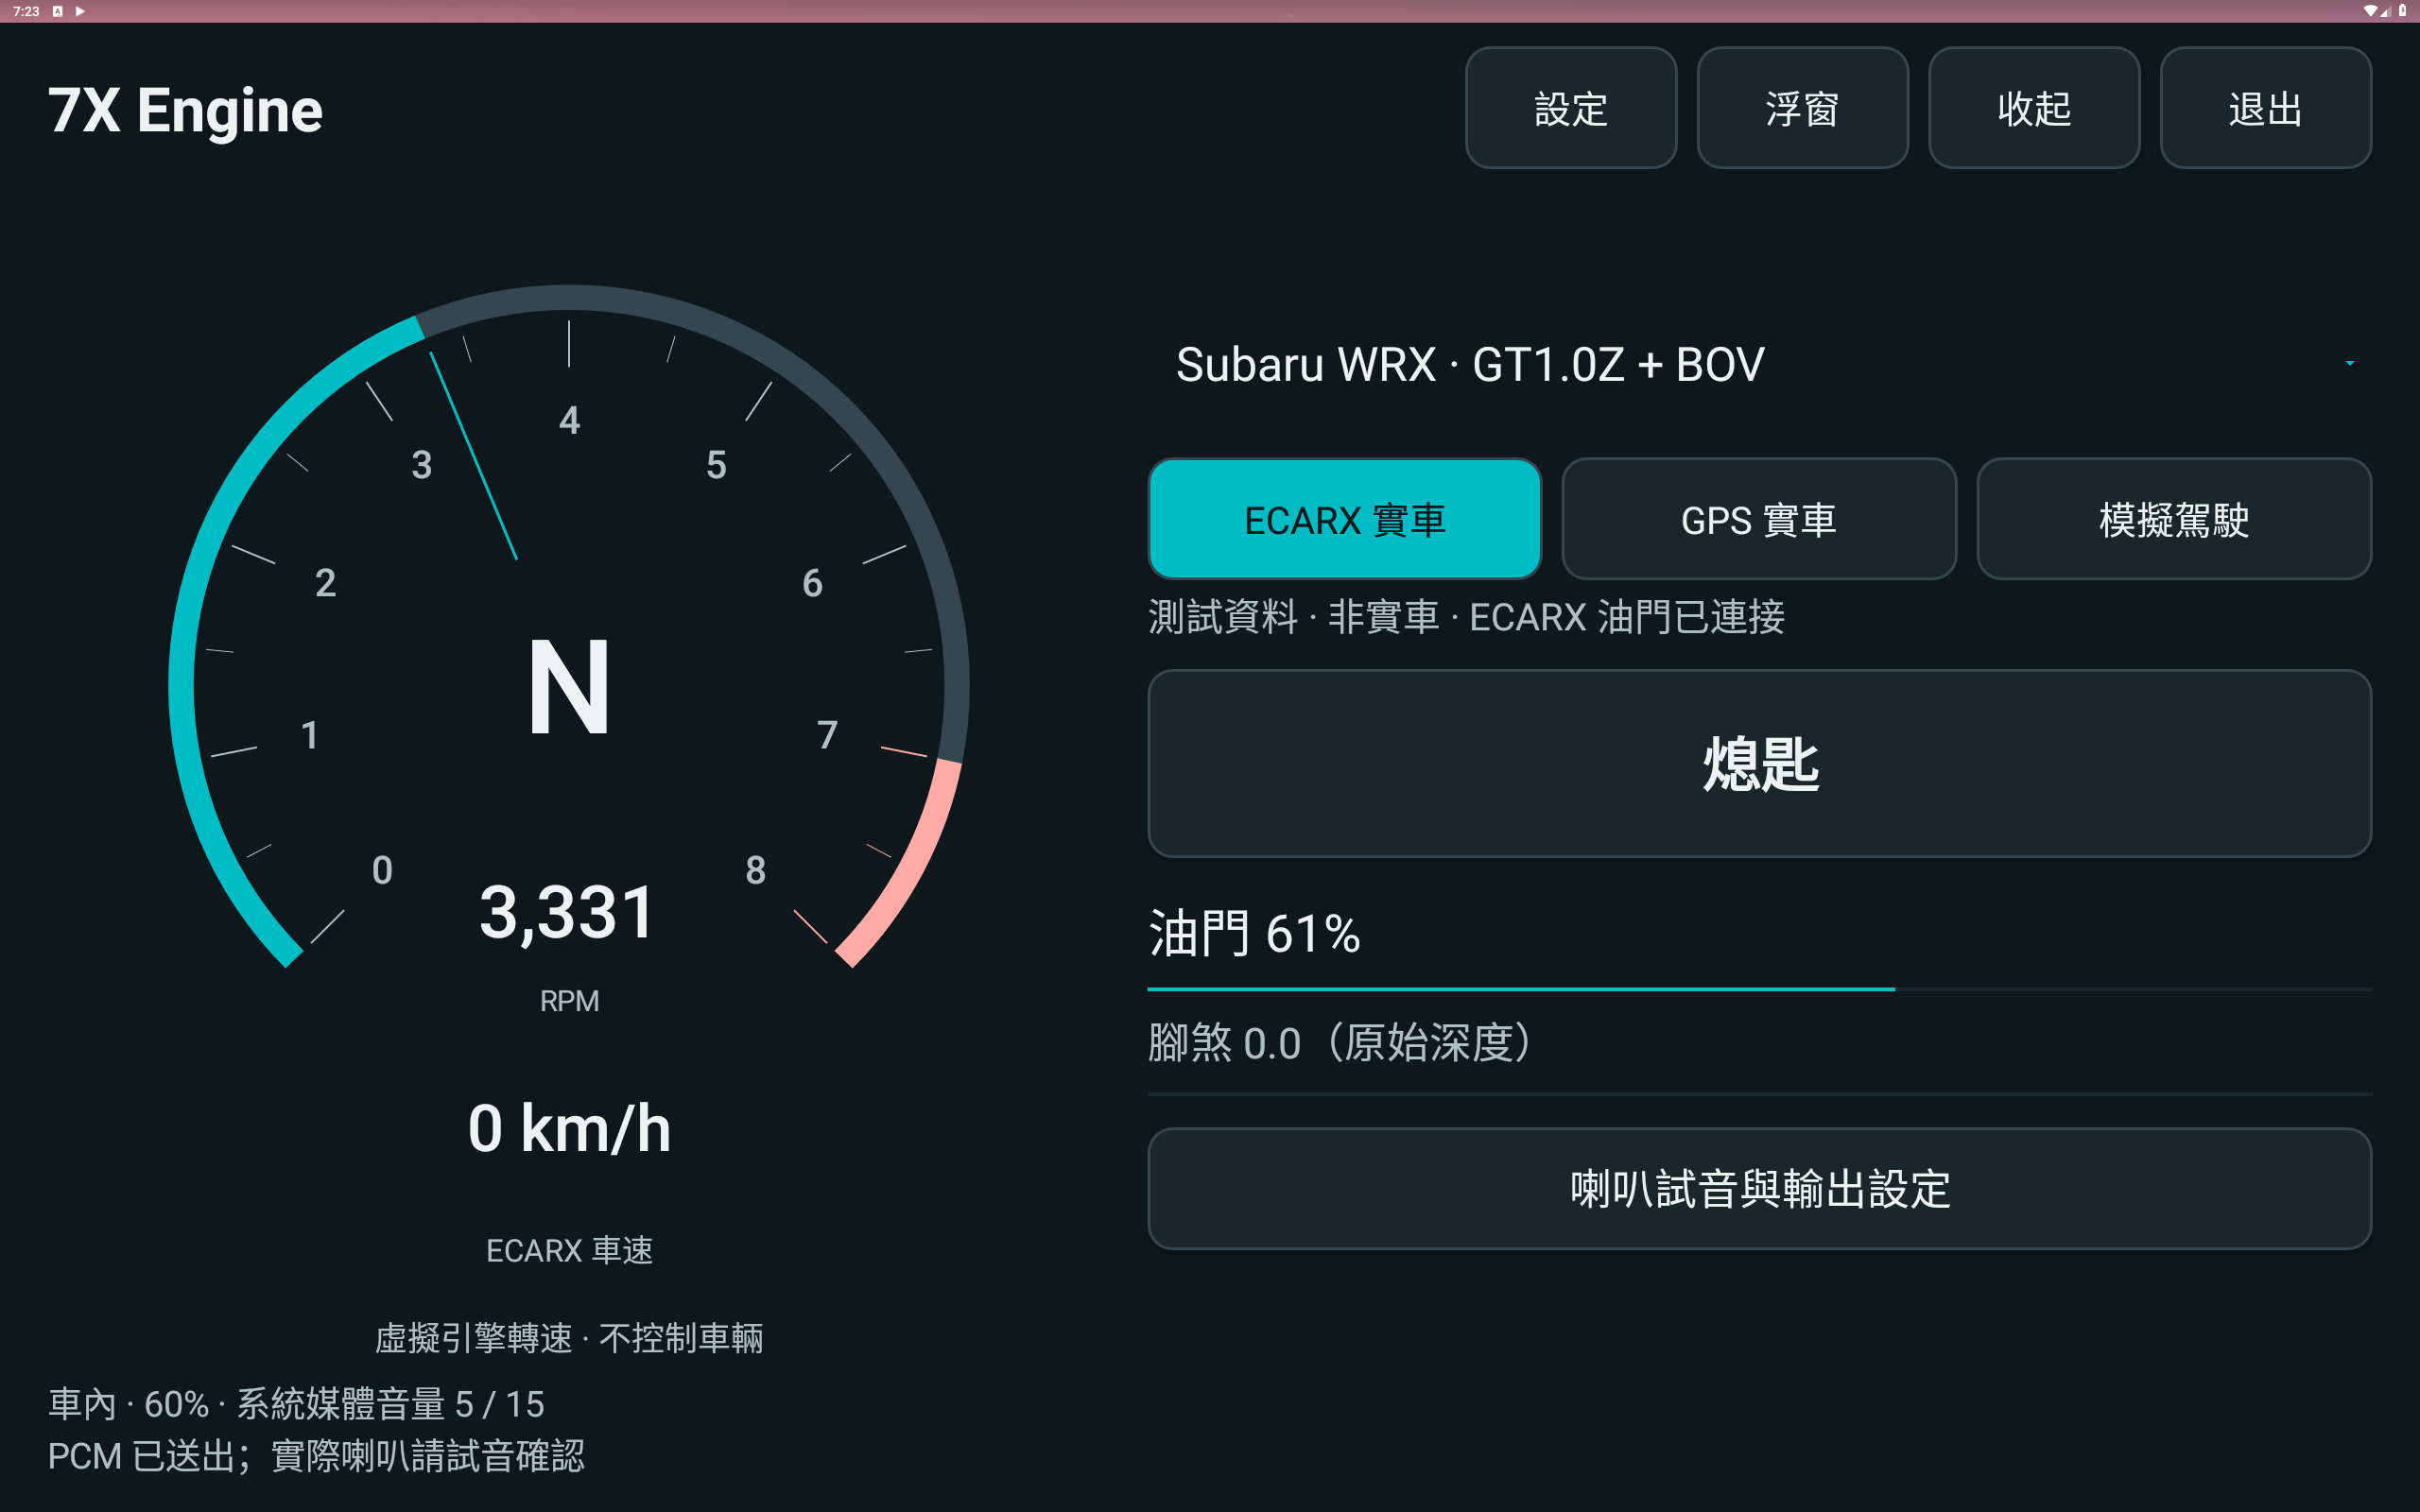 7:23
7X Engine
設定
浮窗
收起
退出
4
3
5
2
6
N
1
7
0
8
3,331
RPM
0 km/h
ECARX 車速
虛擬引擎轉速 · 不控制車輛
車內 · 60% · 系統媒體音量 5 / 15
PCM 已送出；實際喇叭請試音確認
Subaru WRX · GT1.0Z + BOV
ECARX 實車
GPS 實車
模擬駕駛
測試資料 · 非實車 · ECARX 油門已連接
熄匙
油門 61%
腳煞 0.0（原始深度）
喇叭試音與輸出設定